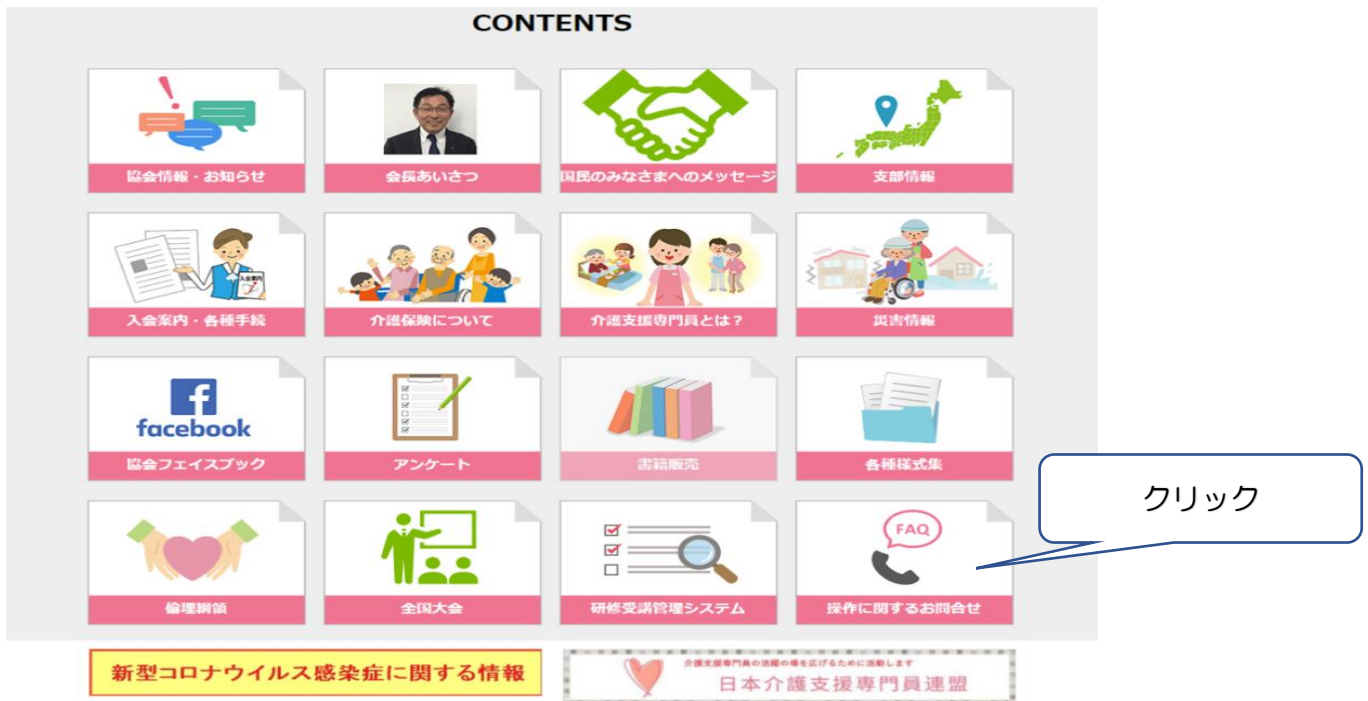 CONTENTS
協会情報・お知らせ
会長あいさつ
国民のみなさまへのメッセージ
支部情報
入会案内
入会案内・各種手続
介護保険について
介護支援専門員とは?
災害情報
facebook
協会フェイスブック
アンケート
書籍販売
各種様式集
クリック
FAQ
倫理綱領
全国大会
研修受講管理システム
操作に関するお問合せ
新型コロナウイルス感染症に関する情報
介護支援専門員の活躍の場を広げるために活動します
日本介護支援専門員連盟